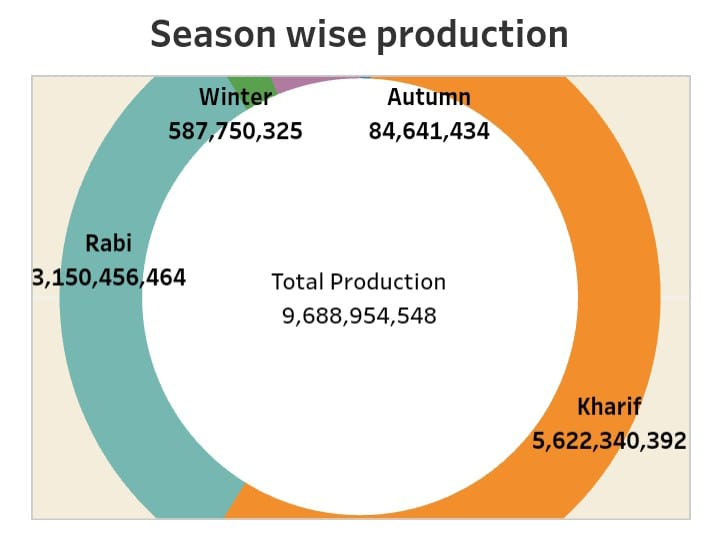 Season wise production
Winter
587,750,325
Autumn
84,641,434
Rabi
3,150,456,464
Total Production
9,688,954,548
Kharif
5,622,340,392